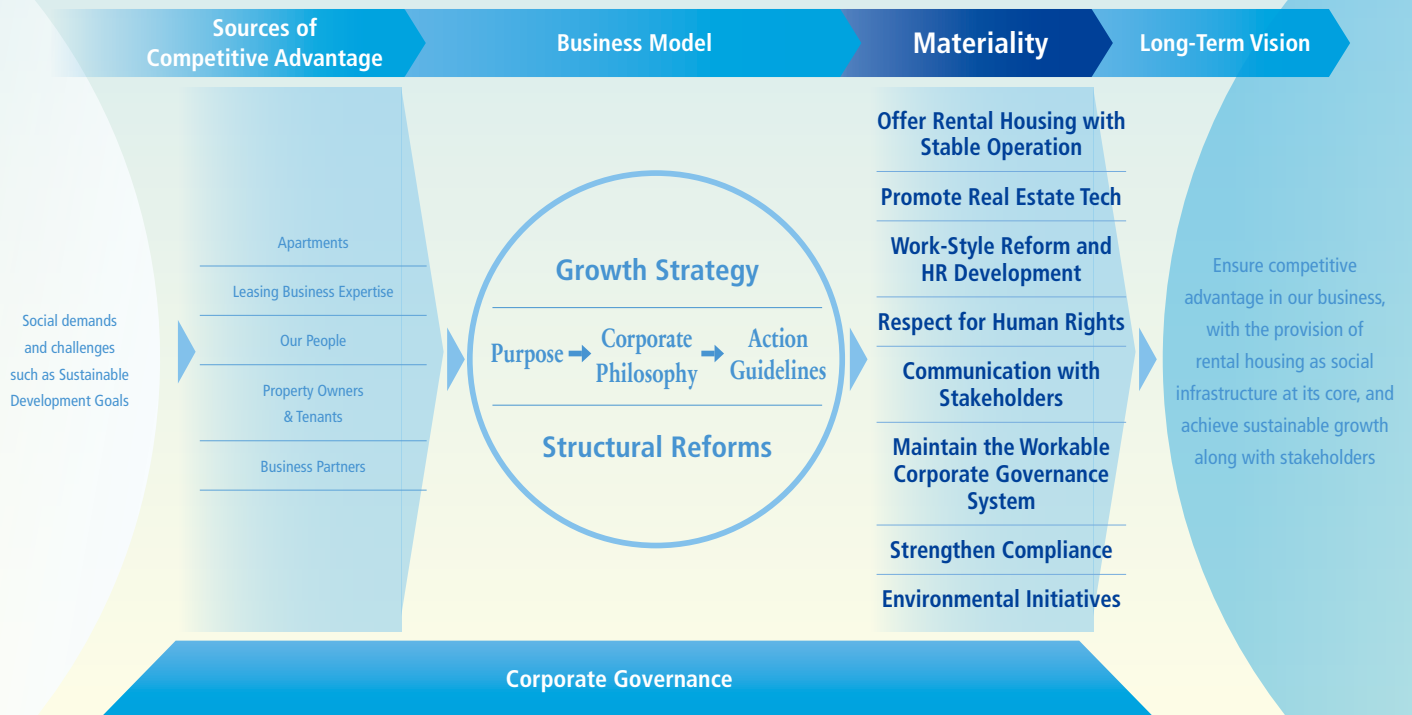 Sources of
Competitive Advantage
Business Model
Materiality
Long-Term Vision
Social demands
and challenges
such as Sustainable
Development Goals
Apartments
Leasing Business Expertise
Our People
Property Owners
& Tenants
Business Partners
Growth Strategy
Purpose
Corporate
Philosophy
Action
Guidelines
Structural Reforms
Offer Rental Housing with
Stable Operation
Promote Real Estate Tech
Work-Style Reform and
HR Development
Respect for Human Rights
Communication with
Stakeholders
Maintain the Workable
Corporate Governance
System
Strengthen Compliance
Environmental Initiatives
Ensure competitive
advantage in our business,
with the provision of
rental housing as social
infrastructure at its core, and
achieve sustainable growth
along with stakeholders
Corporate Governance